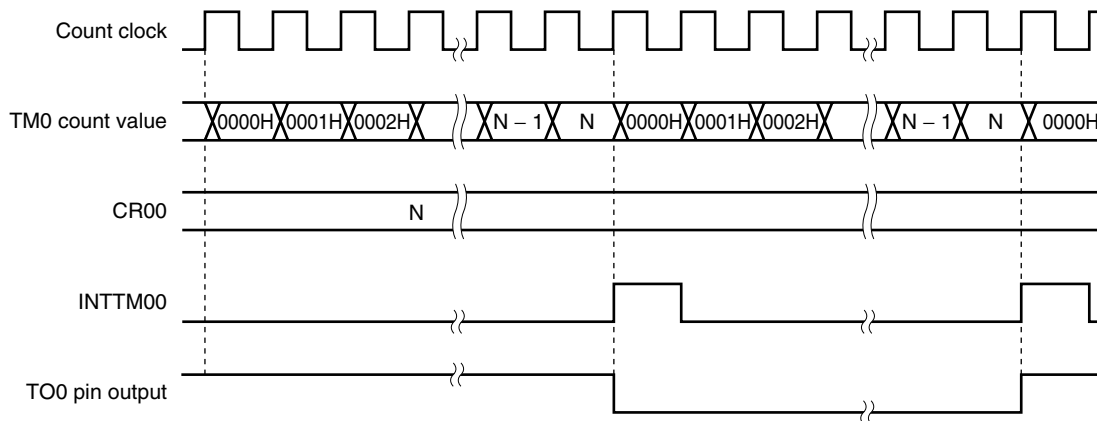 Count clock
TM0 count value 0000H 0001H 0002H N – 1 N 0000H 0001H 0002H N – 1 N 0000H
CR00 N
INTTM00
TO0 pin output